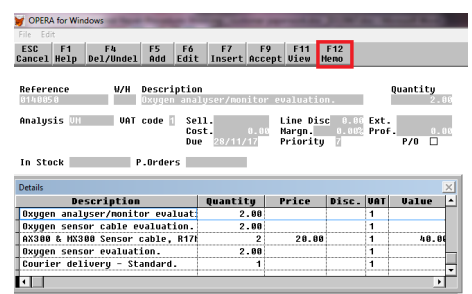 OPERA for Windows
File Edit
ESC F1 F4 F5 F6 F7 F9 F11 F12
Cancel Help Del/Undel Add Edit Insert Accept View Memo
Reference W/H Description Quantity
0140050 Oxygen analyser/monitor evaluation. 2.00
Analysis VH VAT code 1 Sell. Line Disc 0.00 Ext.
Cost. 0.00 Margn. 0.00% Prof. 0.00
Due 28/11/17 Priority 7 P/O
In Stock P.Orders
Details
Description Quantity Price Disc. VAT Value
Oxygen analyser/monitor evaluat: 2.00 1
Oxygen sensor cable evaluation. 2.00 1
AX300 & MX300 Sensor cable, R17H 2 20.00 1 40.00
Oxygen sensor evaluation. 2.00 1
Courier delivery - Standard. 1 1